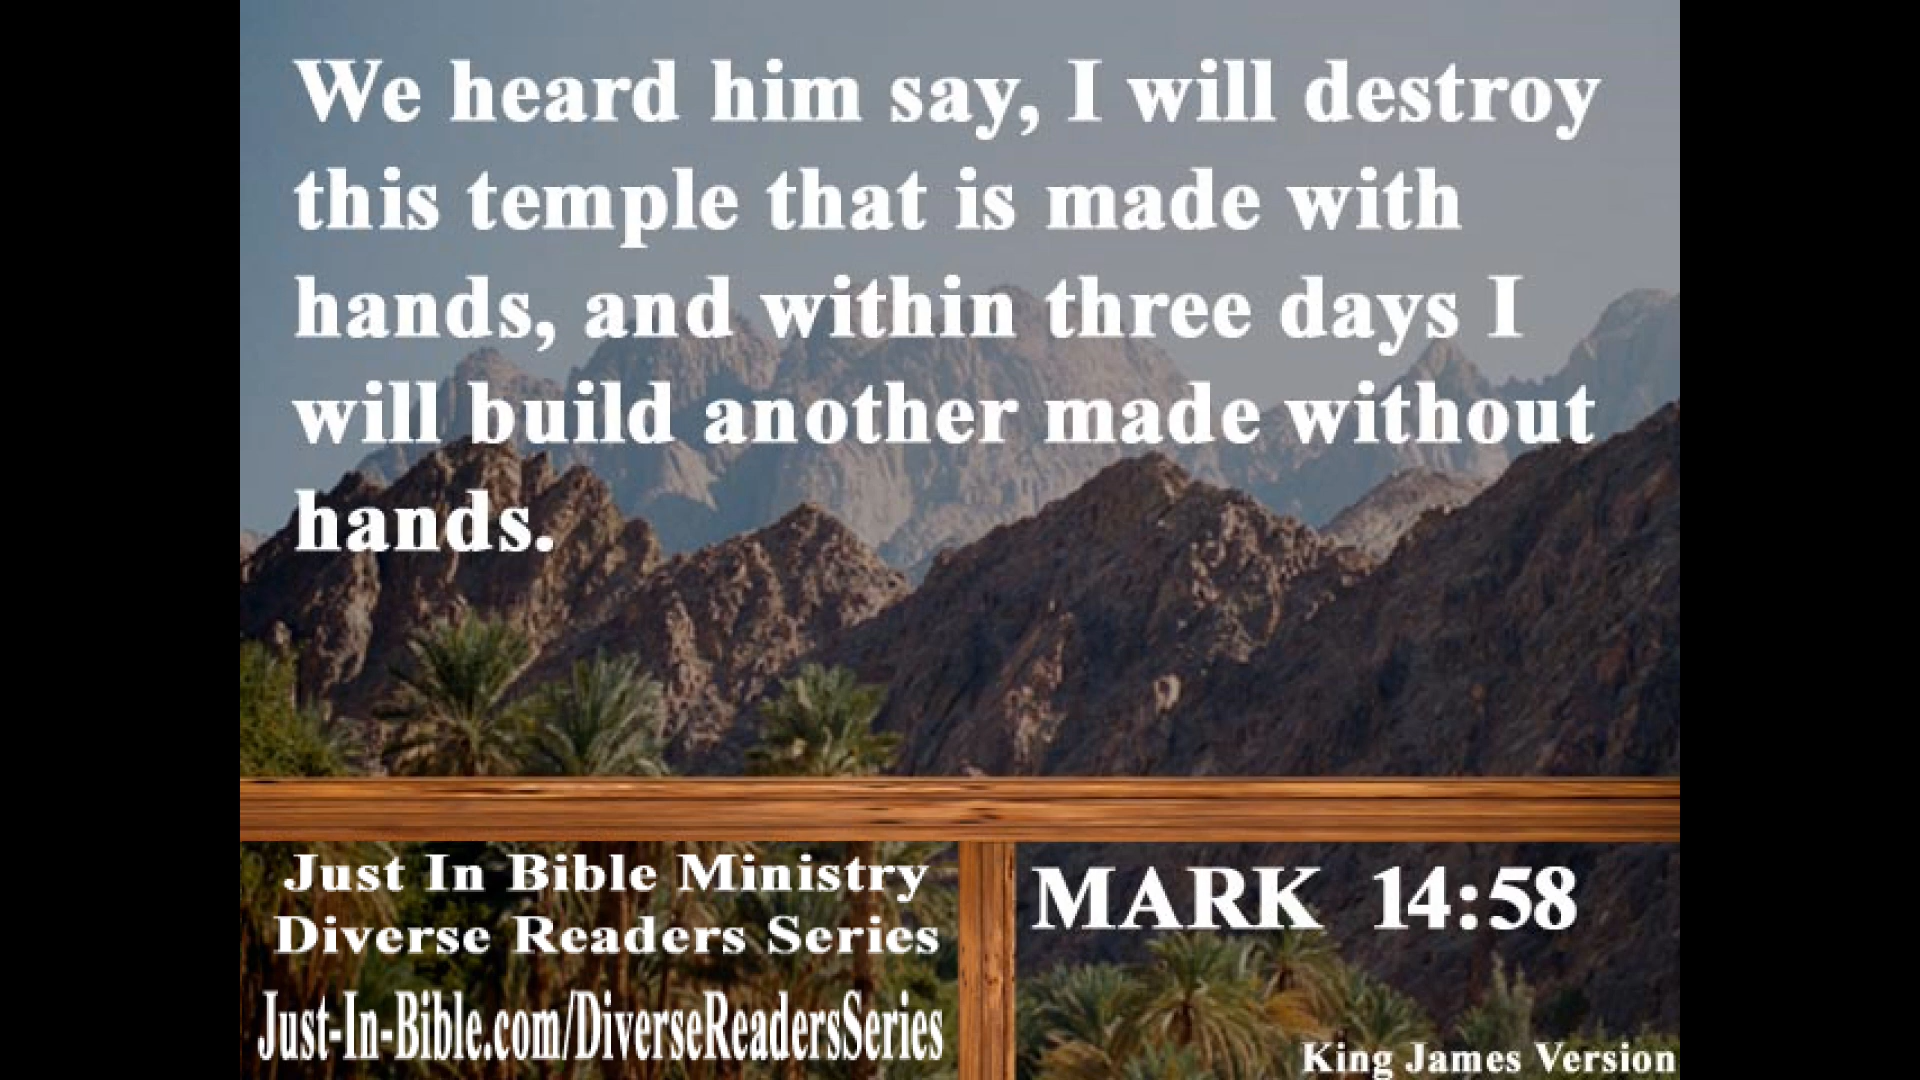 We heard him say, I will destroy
this temple that is made with
hands, and within three days I
will build another made without
hands.
Just In Bible Ministry
Diverse Readers Series
Just-In-Bible.com/DiverseReadersSeries
MARK 14:58
King James Version